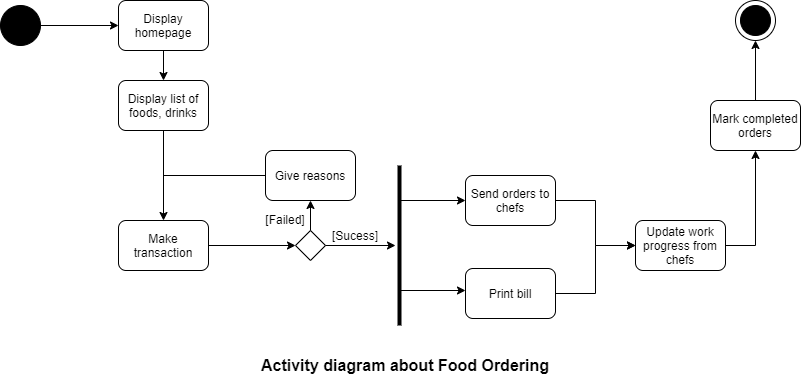 Display
homepage
Display list of
foods, drinks
Give reasons
[Failed]
Make
transaction
[Sucess]
Send orders to
chefs
Print bill
Update work
progress from
chefs
Mark completed
orders
Activity diagram about Food Ordering